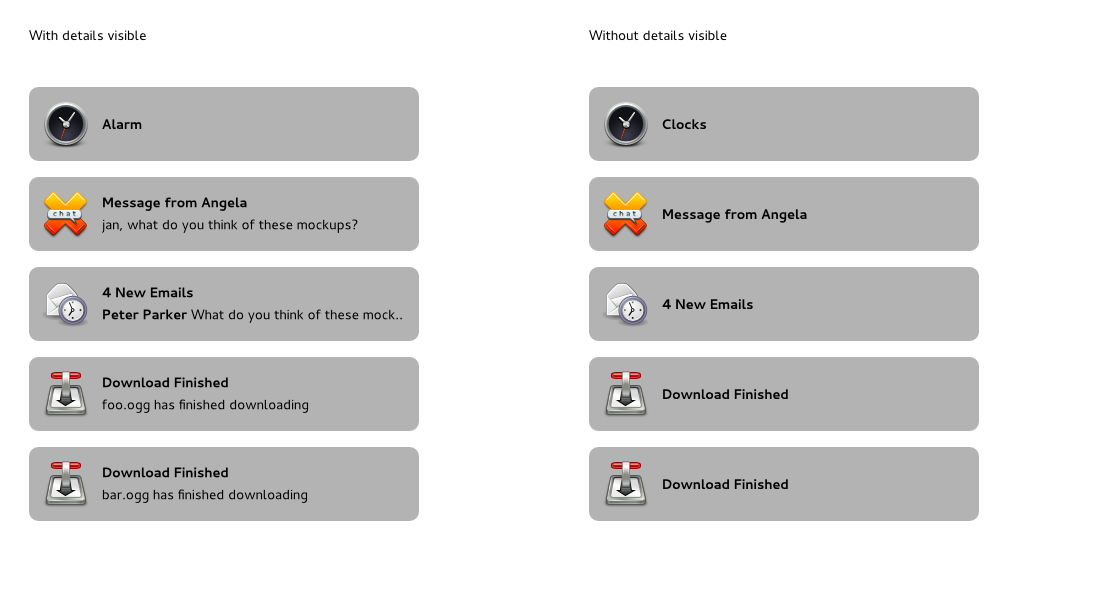 With details visible
Alarm
chat
Message from Angela
jan, what do you think of these mockups?
4 New Emails
Peter Parker What do you think of these mock..
Download Finished
foo.ogg has finished downloading
Download Finished
bar.ogg has finished downloading
Without details visible
Clocks
chat
Message from Angela
4 New Emails
Download Finished
Download Finished